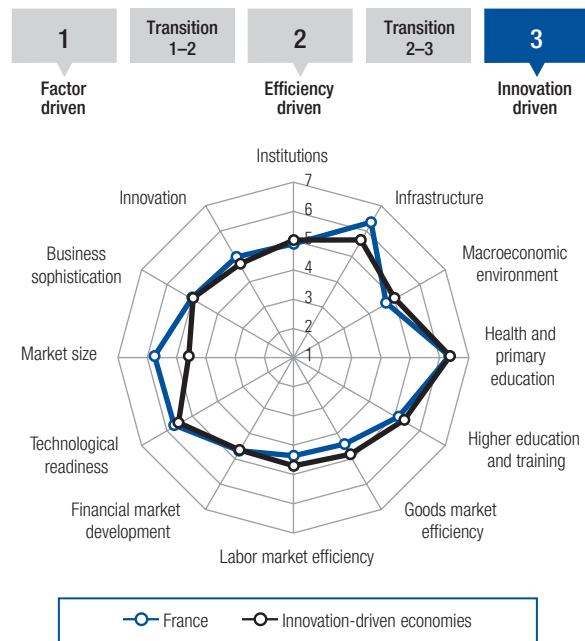 1
Transition
1–2
2
Transition
2–3
3
Factor
driven
Efficiency
driven
Innovation
driven
Institutions
7
Innovation
6
Infrastructure
5
Business
sophistication
4
Macroeconomic
environment
3
2
Market size
1
Health and
primary
education
Technological
readiness
Higher education
and training
Financial market
development
Goods market
efficiency
Labor market efficiency
France
Innovation-driven economies